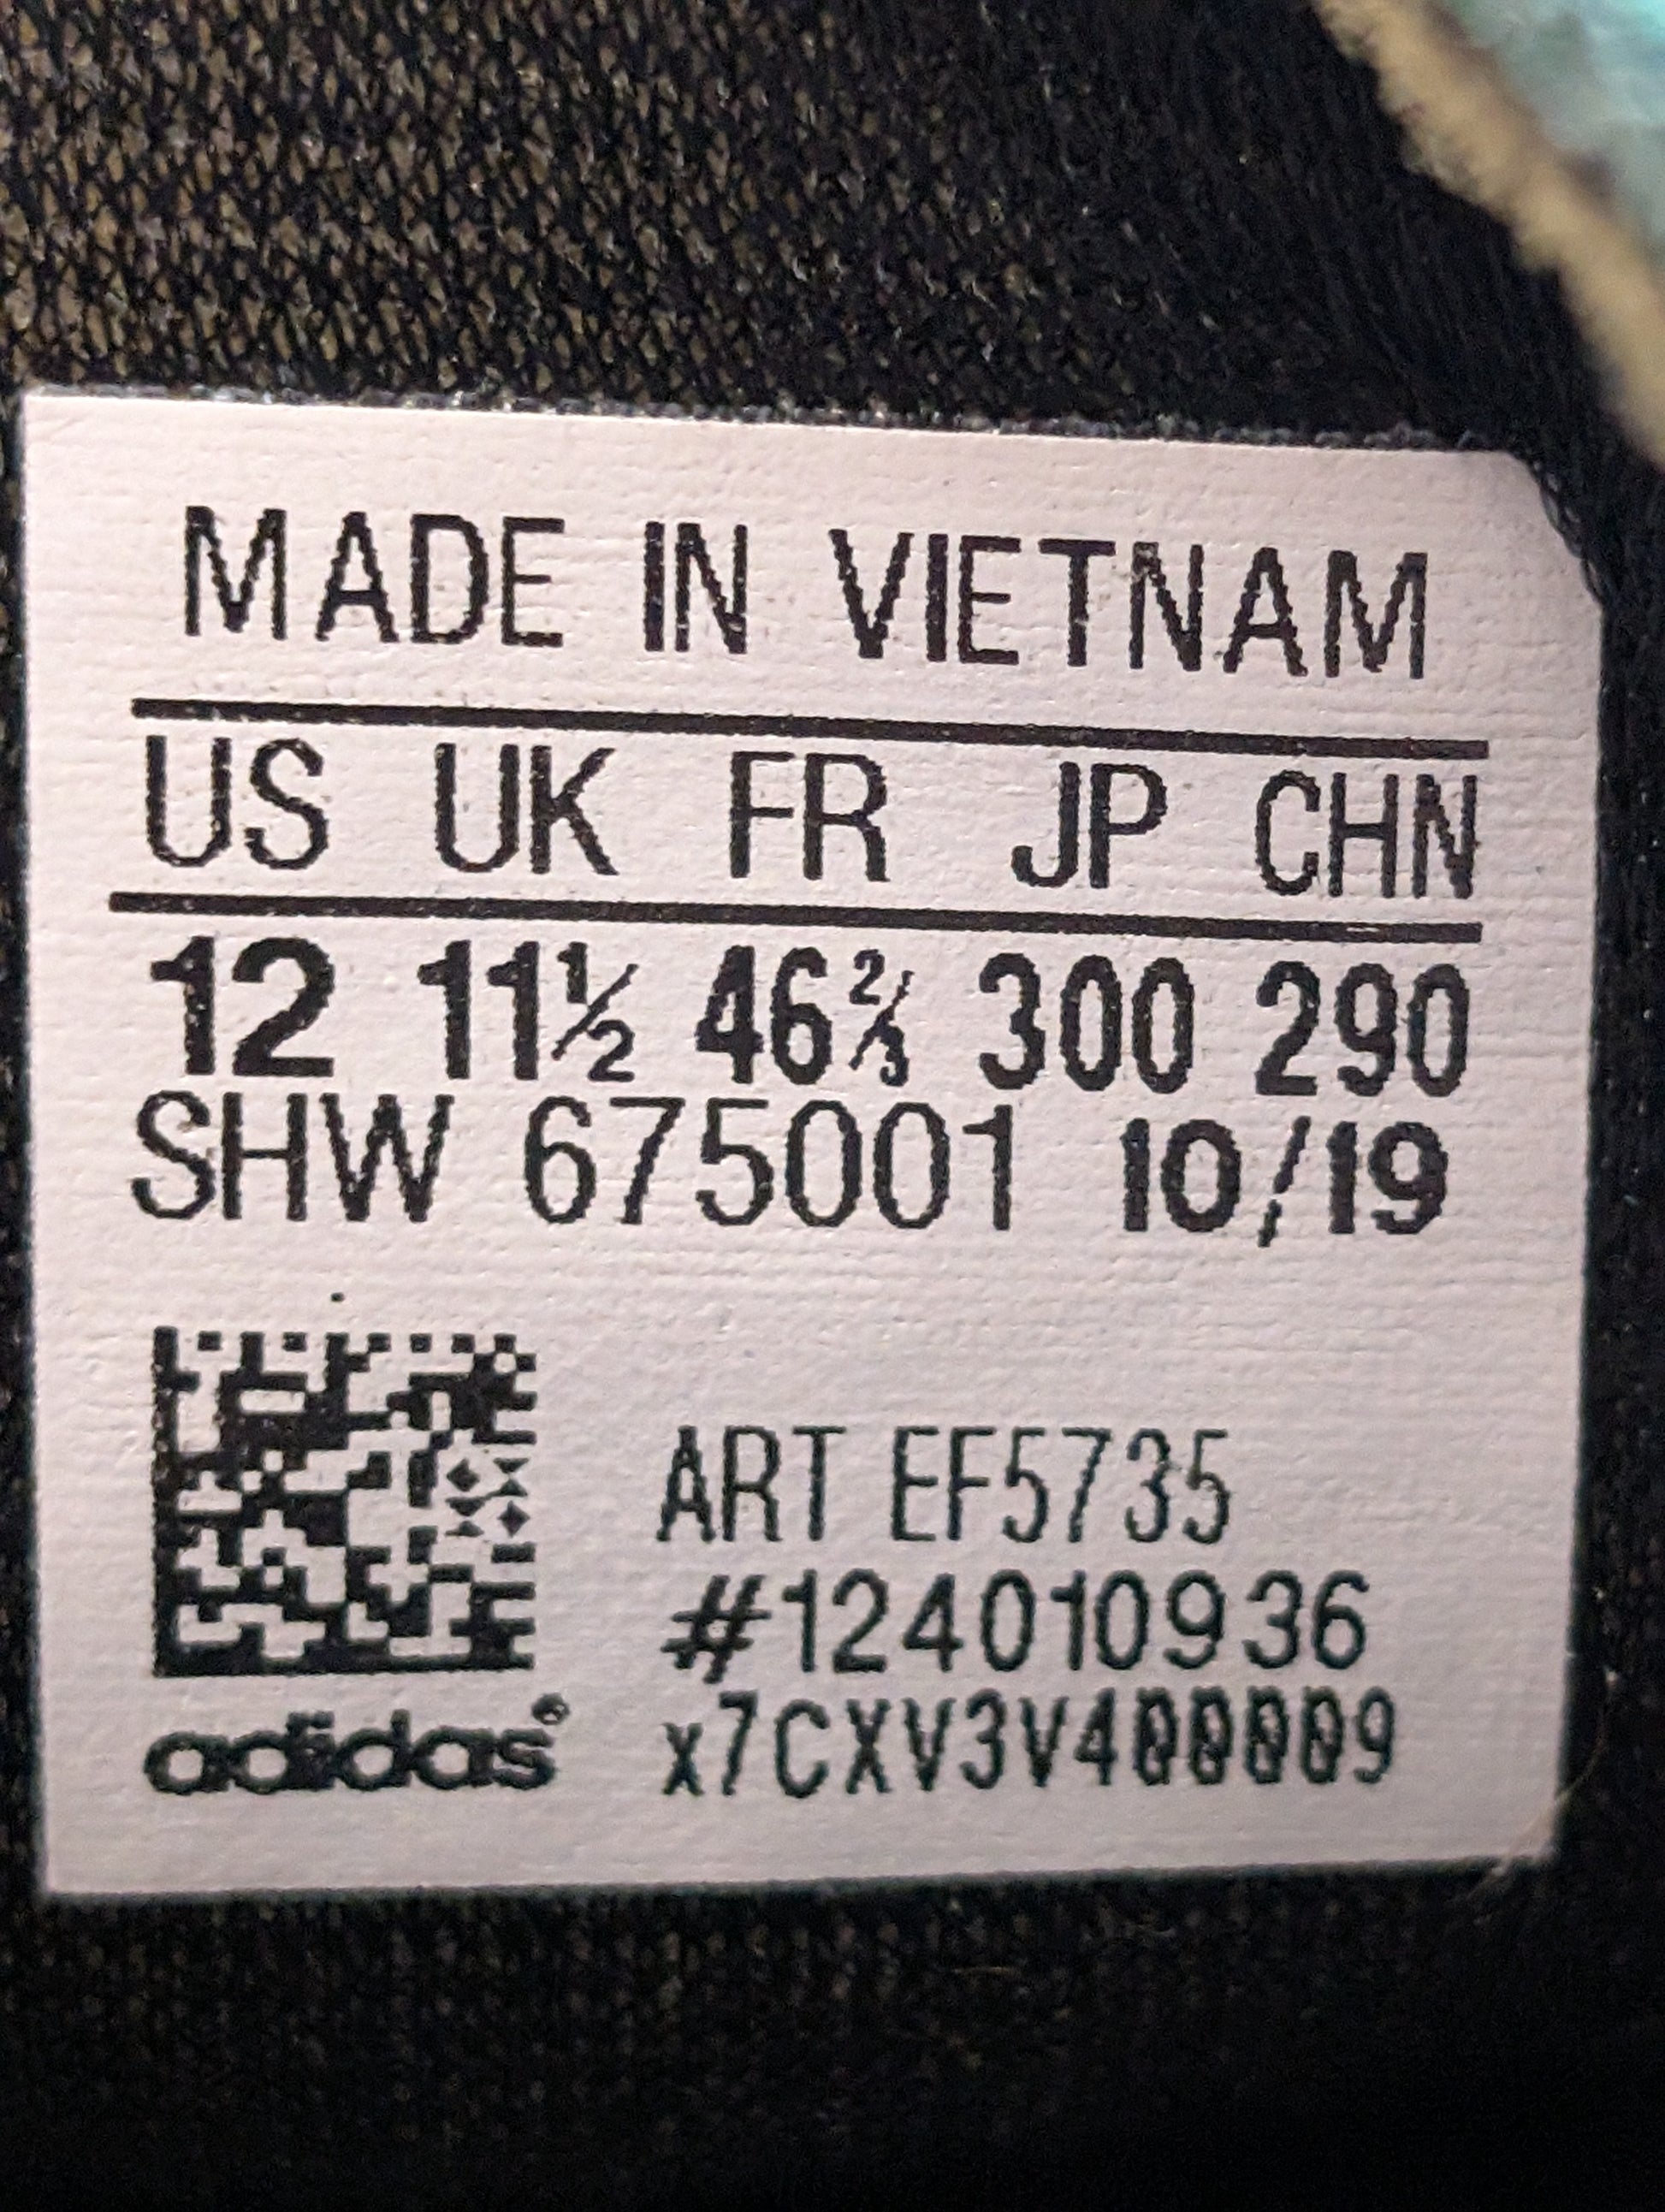 MADE IN VIETNAM
US UK FR JP CHN
12 11½ 46⅔ 300 290
SHW 675001 10/19
ART EF5735
#124010936
adidas® x7CXV3V400009